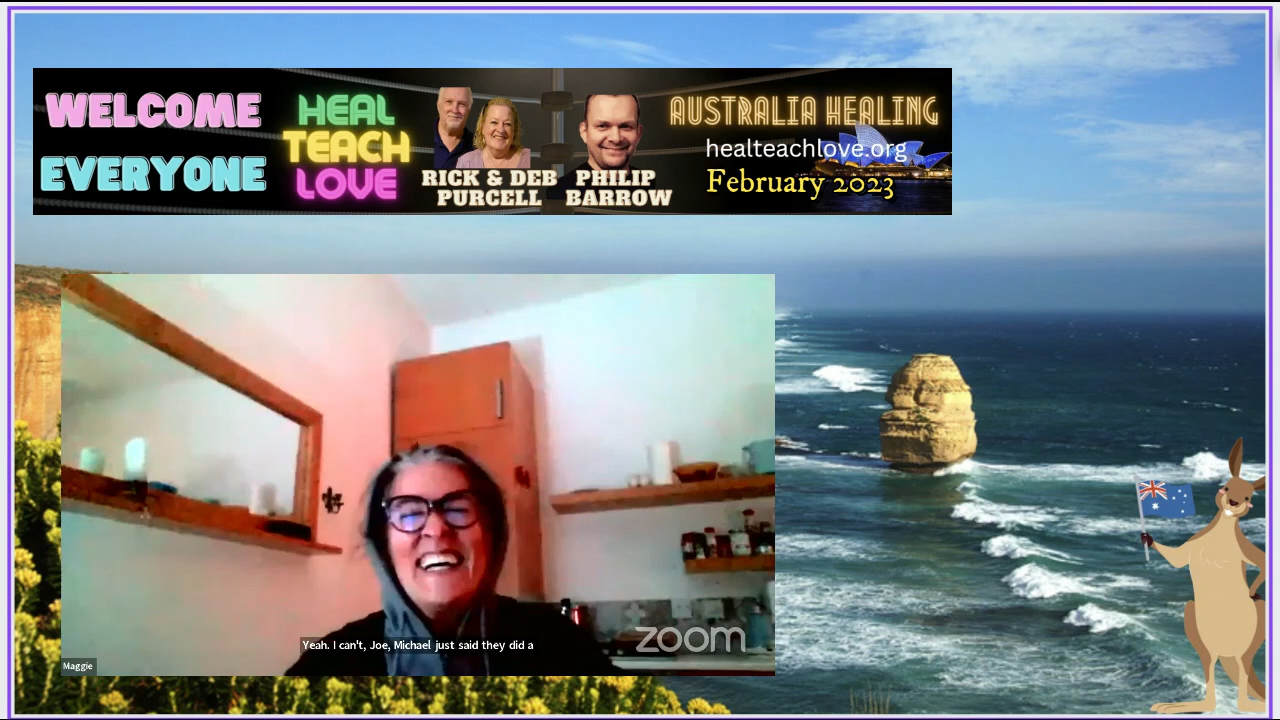 WELCOME
EVERYONE
HEAL
TEACH
LOVE
RICK & DEB
PURCELL
PHILIP
BARROW
AUSTRALIA HEALING
healteachlove.org
February 2023
Yeah. I can't, Joe, Michael just said they did a
zoom
Maggie